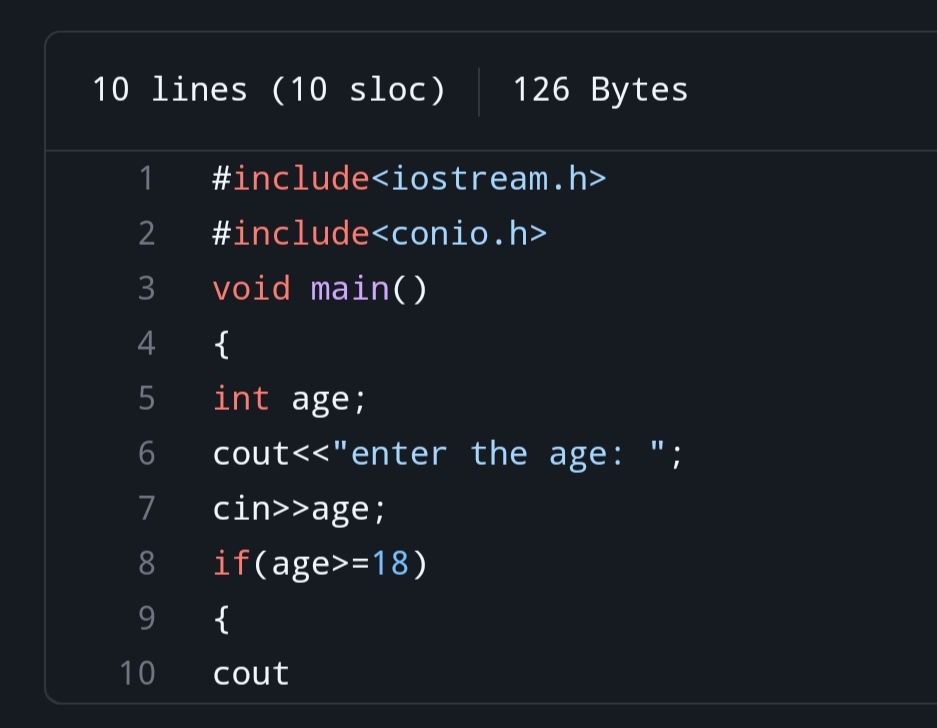 10 lines (10 sloc) 126 Bytes
1 #include<iostream.h>
2 #include<conio.h>
3 void main()
4 {
5 int age;
6 cout<<"enter the age: ";
7 cin>>age;
8 if(age>=18)
9 {
10 cout